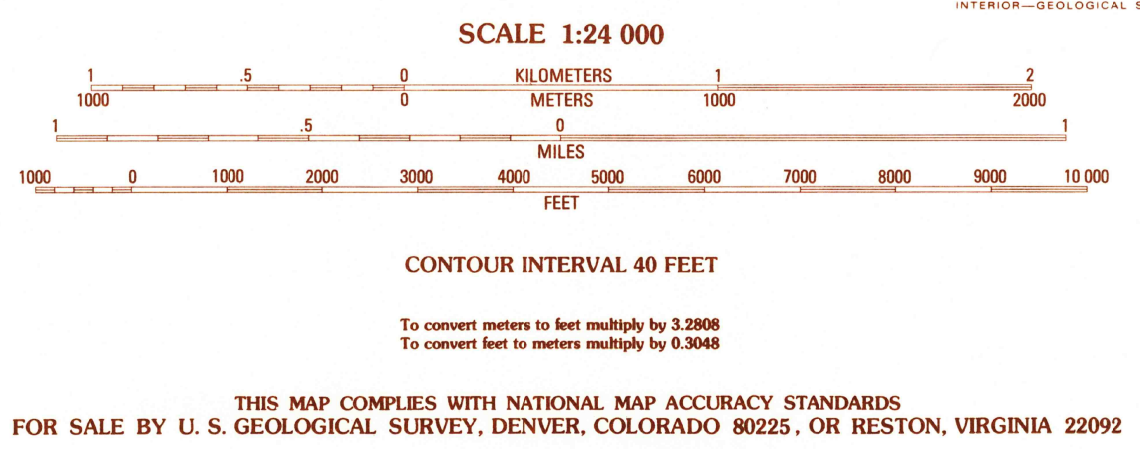 INTERIOR—GEOLOGICAL
SCALE 1:24 000
1 .5 0 KILOMETERS 1 2
1000 0 METERS 1000 2000
1 .5 0 1
MILES
1000 0 1000 2000 3000 4000 5000 6000 7000 8000 9000 10 000
FEET
CONTOUR INTERVAL 40 FEET
To convert meters to feet multiply by 3.2808
To convert feet to meters multiply by 0.3048
THIS MAP COMPLIES WITH NATIONAL MAP ACCURACY STANDARDS
FOR SALE BY U. S. GEOLOGICAL SURVEY, DENVER, COLORADO 80225, OR RESTON, VIRGINIA 22092